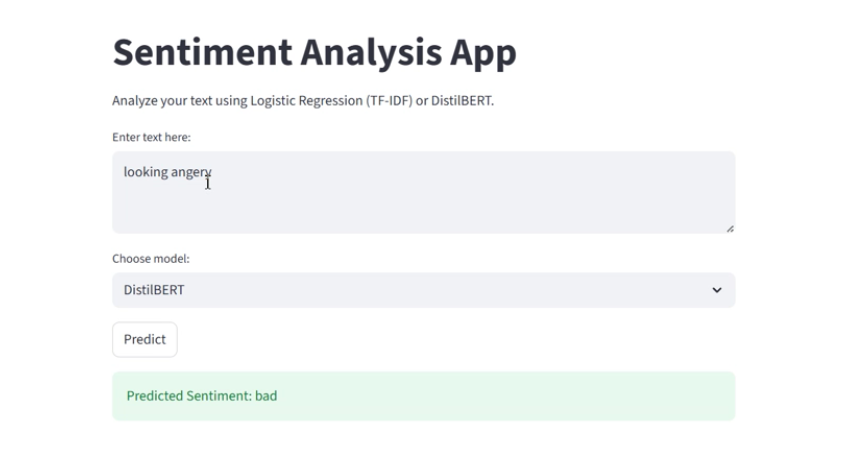 Sentiment Analysis App
Analyze your text using Logistic Regression (TF-IDF) or DistilBERT.
Enter text here:
looking angery
Choose model:
DistilBERT
Predict
Predicted Sentiment: bad